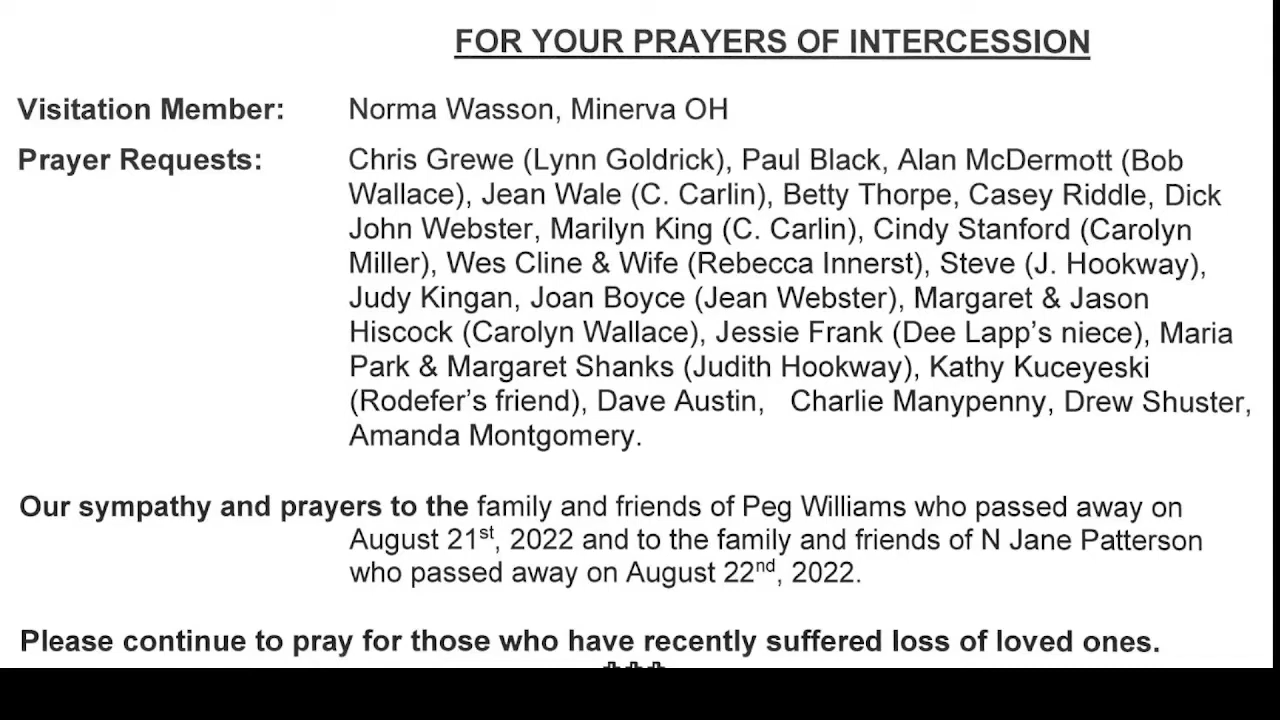 FOR YOUR PRAYERS OF INTERCESSION
Visitation Member: Norma Wasson, Minerva OH
Prayer Requests: Chris Grewe (Lynn Goldrick), Paul Black, Alan McDermott (Bob
Wallace), Jean Wale (C. Carlin), Betty Thorpe, Casey Riddle, Dick
John Webster, Marilyn King (C. Carlin), Cindy Stanford (Carolyn
Miller), Wes Cline & Wife (Rebecca Innerst), Steve (J. Hookway),
Judy Kingan, Joan Boyce (Jean Webster), Margaret & Jason
Hiscock (Carolyn Wallace), Jessie Frank (Dee Lapp's niece), Maria
Park & Margaret Shanks (Judith Hookway), Kathy Kuceyeski
(Rodefer's friend), Dave Austin, Charlie Manypenny, Drew Shuster,
Amanda Montgomery.
Our sympathy and prayers to the family and friends of Peg Williams who passed away on
August 21st, 2022 and to the family and friends of N Jane Patterson
who passed away on August 22nd, 2022.
Please continue to pray for those who have recently suffered loss of loved ones.